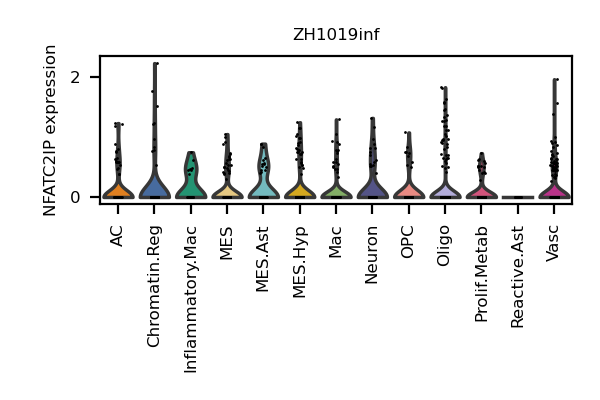 ZH1019inf
NFATC2IP expression
2
0
AC
Chromatin.Reg
Inflammatory.Mac
MES
MES.Ast
MES.Hyp
Mac
Neuron
OPC
Oligo
Prolif.Metab
Reactive.Ast
Vasc